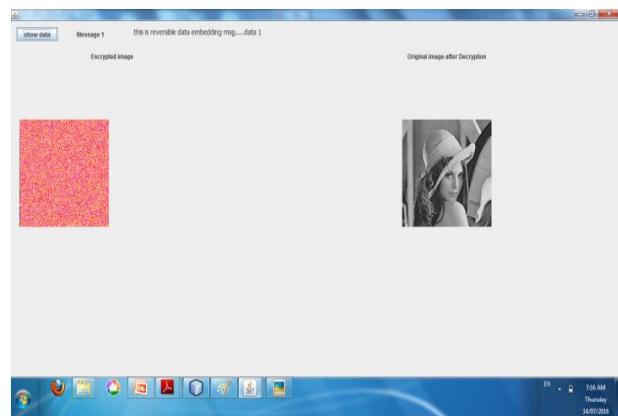 show data Message 1 this is reversible data embedding msg.....data 1
Encrypted image Original image after Decryption
EN 7:16 AM
Thursday
14/07/2016